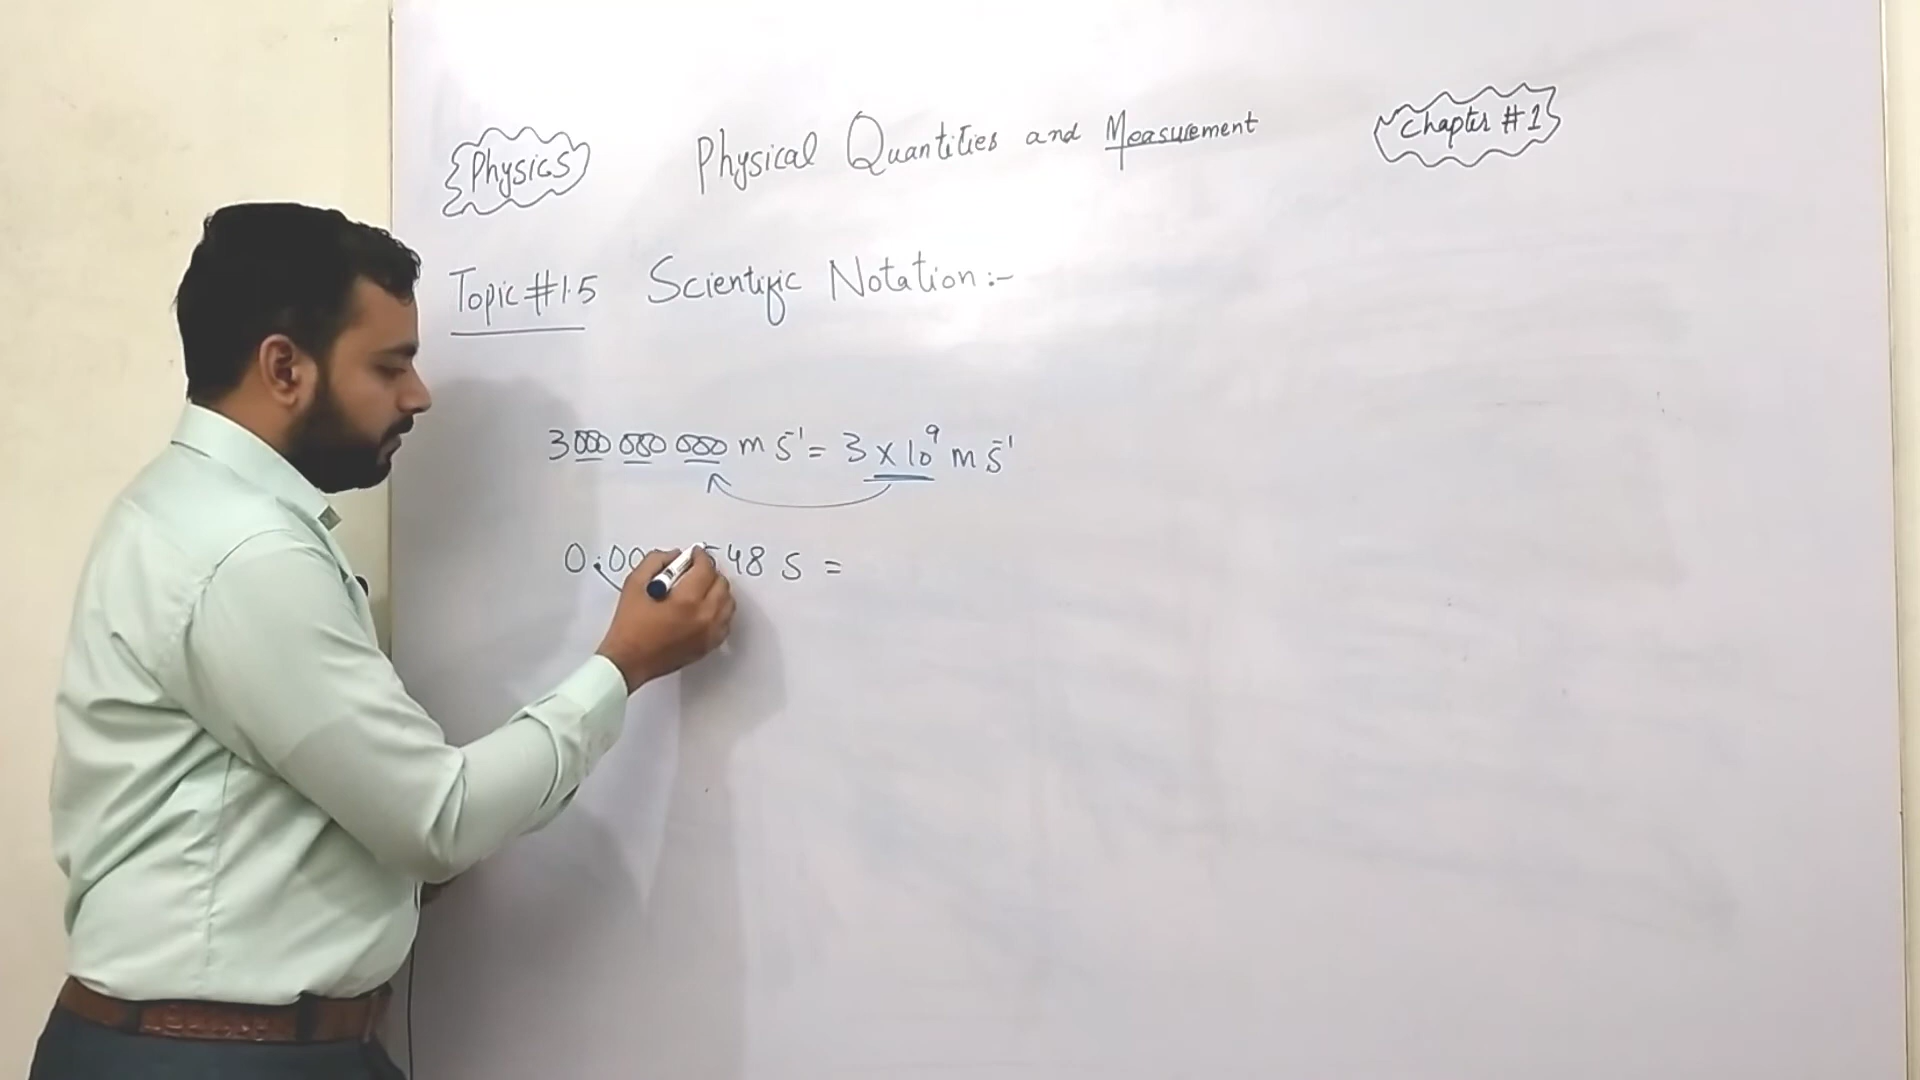 Physics
Physical Quantities and Measurement
Chapter #1
Topic #1.5 Scientific Notation:-
3000 000 000 m s⁻¹ = 3 x 10⁹ m s⁻¹
0.00 548 s =